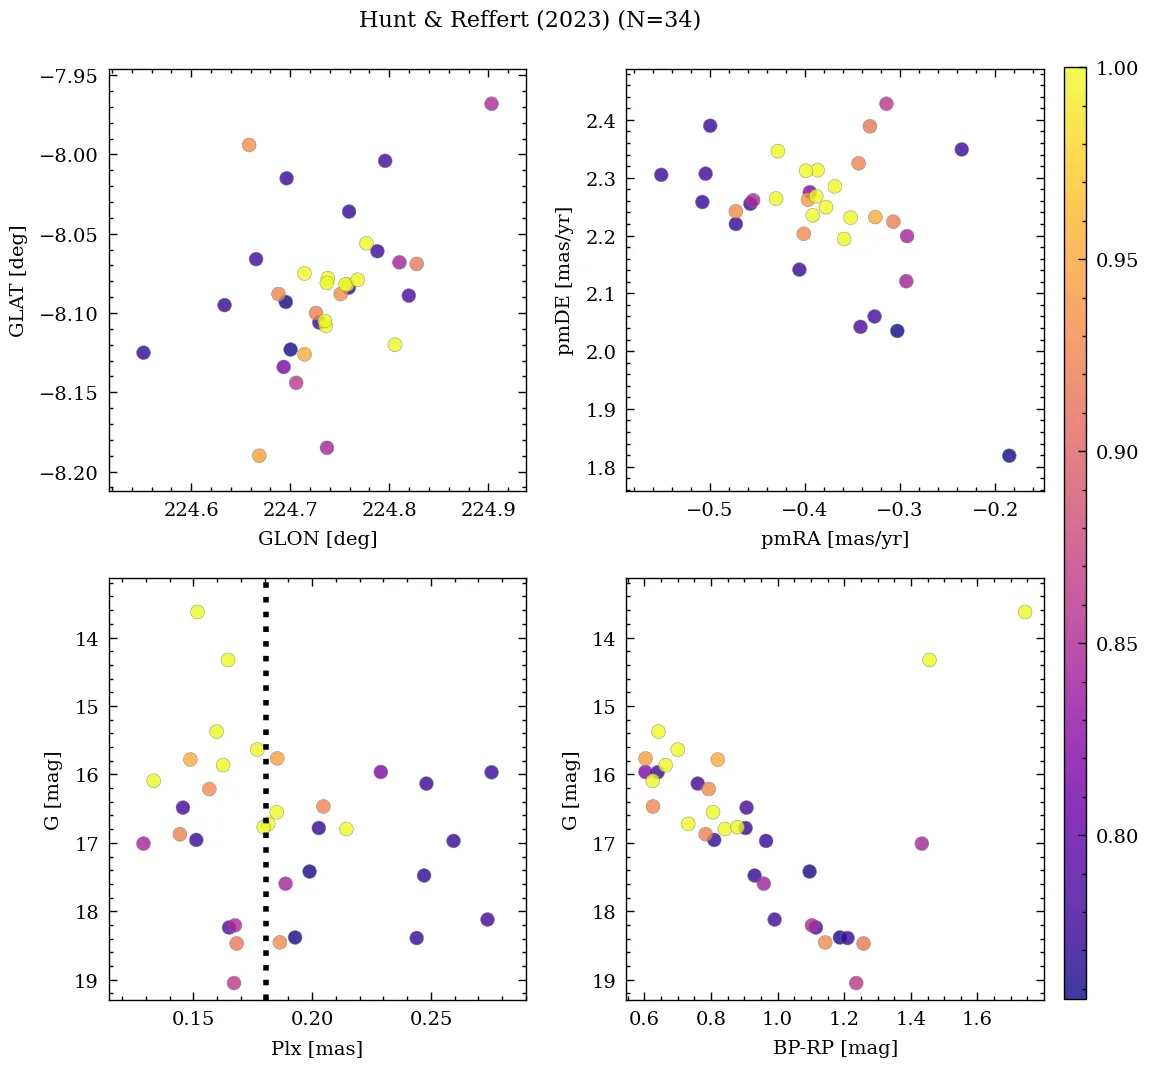 Hunt & Reffert (2023) (N=34)
−7.95
−8.00
−8.05
−8.10
−8.15
−8.20
GLAT [deg]
224.6 224.7 224.8 224.9
GLON [deg]
2.4
2.3
2.2
2.1
2.0
1.9
1.8
pmDE [mas/yr]
−0.5 −0.4 −0.3 −0.2
pmRA [mas/yr]
14
15
16
17
18
19
G [mag]
0.15 0.20 0.25
Plx [mas]
14
15
16
17
18
19
G [mag]
0.6 0.8 1.0 1.2 1.4 1.6
BP-RP [mag]
1.00
0.95
0.90
0.85
0.80